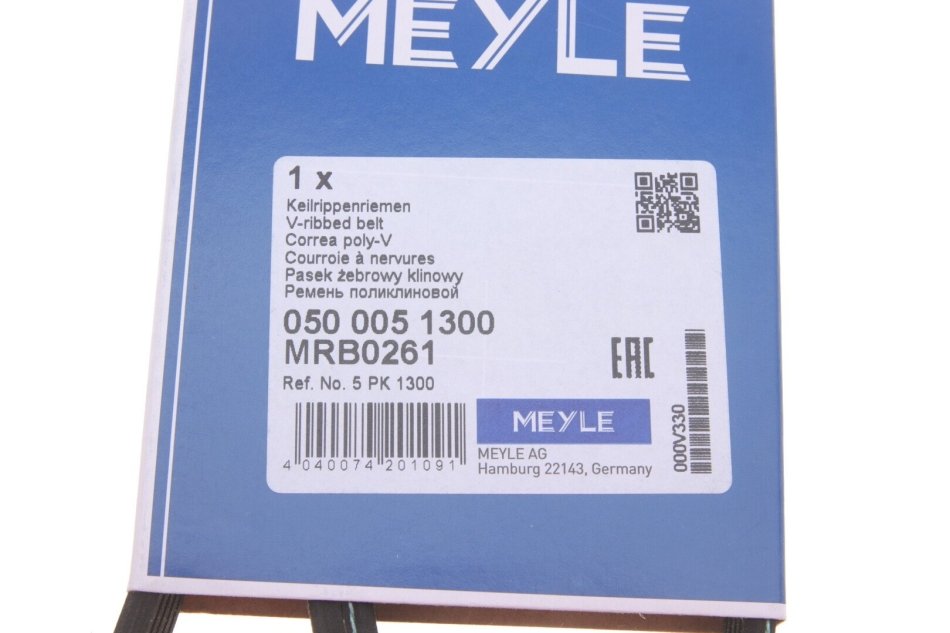 MEYLE
1 x
Keilrippenriemen
V-ribbed belt
Correa poly-V
Courroie à nervures
Pasek żebrowy klinowy
Ремень поликлиновой
050 005 1300
MRB0261
Ref. No. 5 PK 1300
EAC
MEYLE
MEYLE AG
Hamburg 22143, Germany
4 040074 201091
000V330